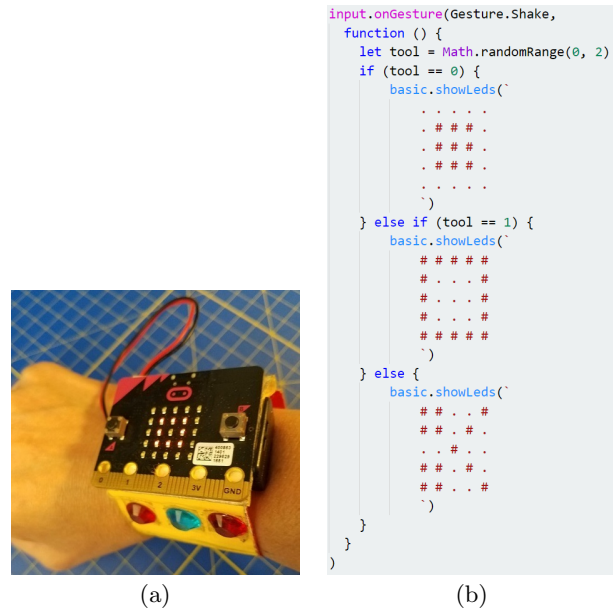 input.onGesture(Gesture.Shake,
function () {
let tool = Math.randomRange(0, 2)
if (tool == 0) {
basic.showLeds(`
. . . . .
. # # # .
. # # # .
. # # # .
. . . . .
`)
} else if (tool == 1) {
basic.showLeds(`
# # # # #
# . . . #
# . . . #
# . . . #
# # # # #
`)
} else {
basic.showLeds(`
# # . . #
# # . # .
. . # . .
# # . # .
# # . . #
`)
}
}
)
0 1 2 3V GND
(a)
(b)